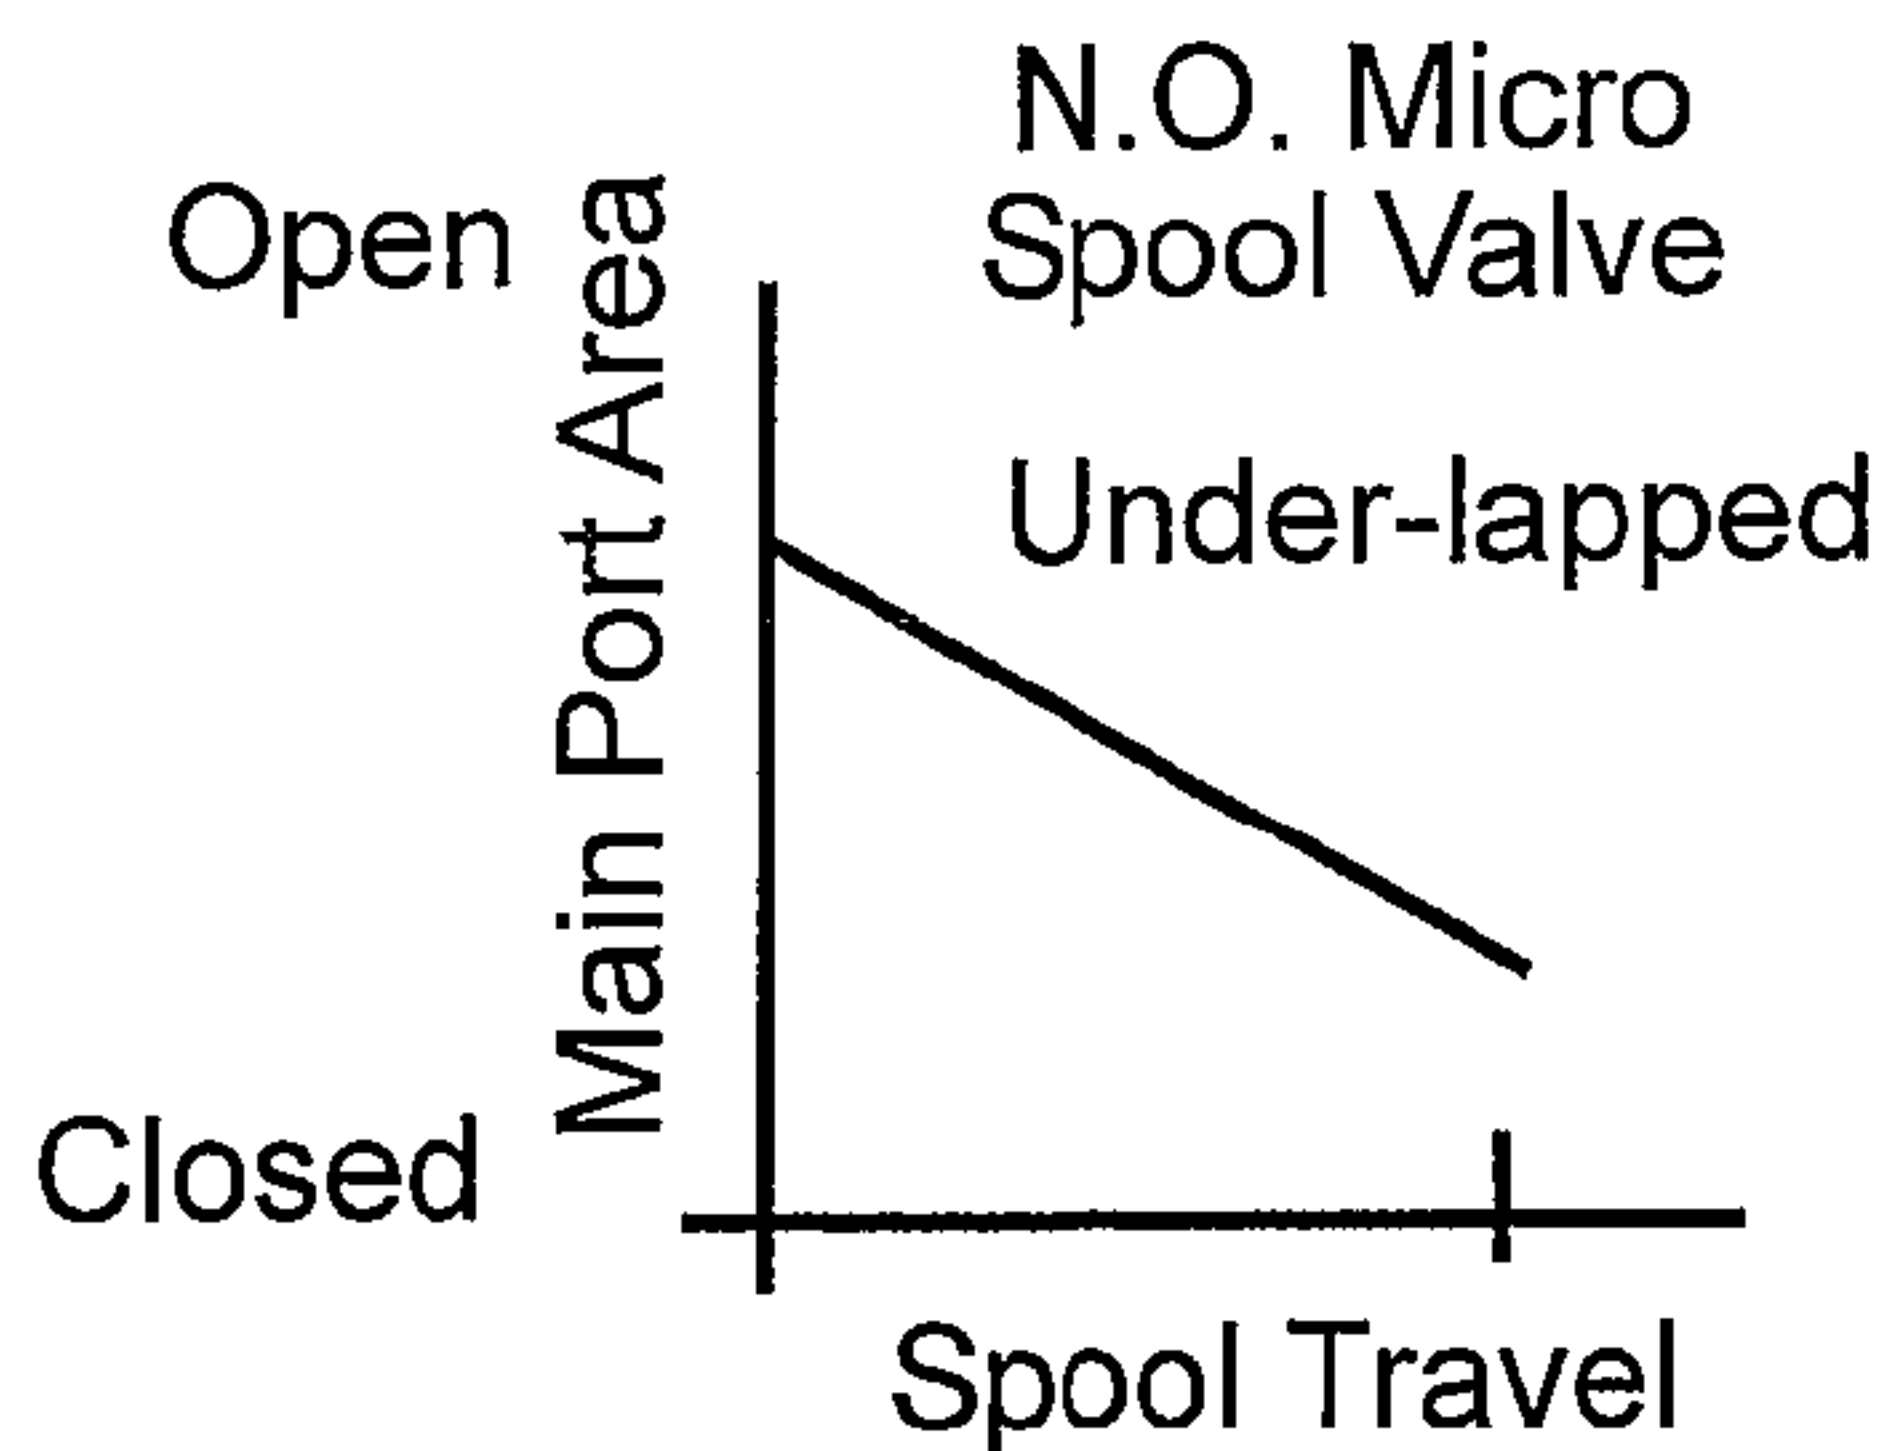 N.O. Micro
Spool Valve
Open
Main Port Area
Under-lapped
Closed
Spool Travel